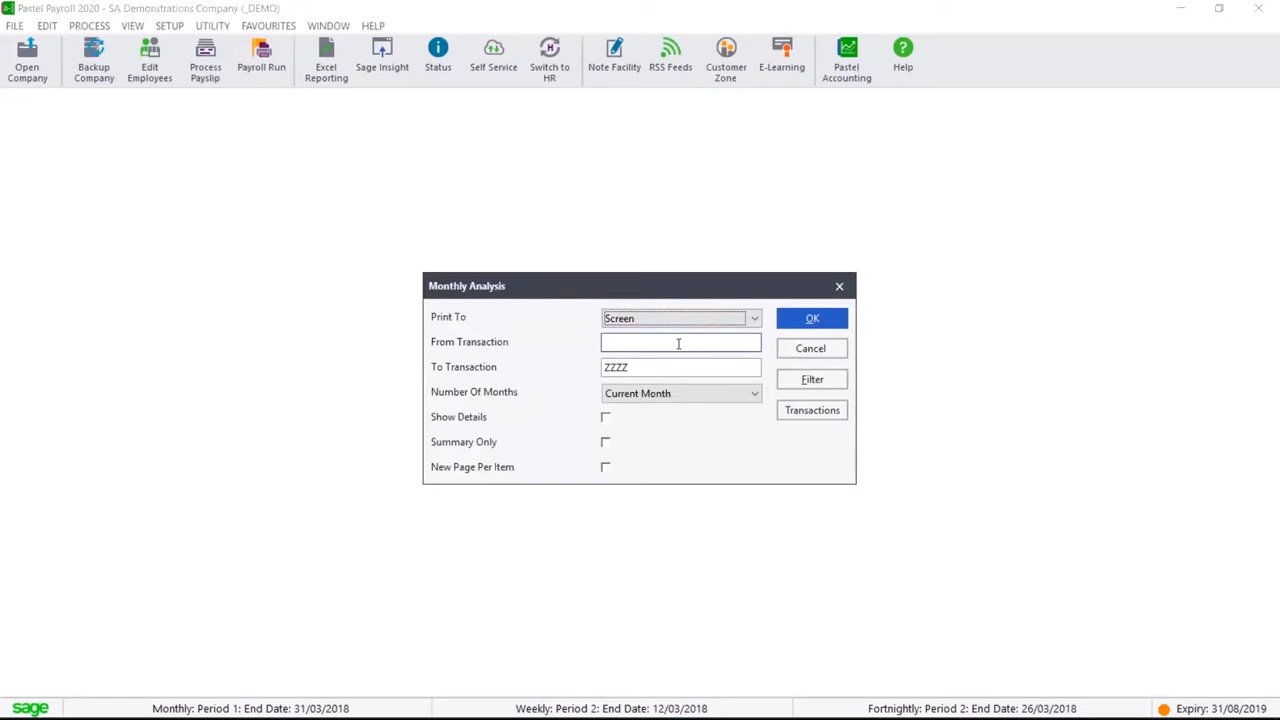 Pastel Payroll 2020 - SA Demonstrations Company (_DEMO)
FILE EDIT PROCESS VIEW SETUP UTILITY FAVOURITES WINDOW HELP
Open Company
Backup Company
Edit Employees
Process Payslip
Payroll Run
Excel Reporting
Sage Insight
Status
Self Service
Switch to HR
Note Facility
RSS Feeds
Customer Zone
E-Learning
Pastel Accounting
Help
Monthly Analysis
Print To Screen OK
From Transaction Cancel
To Transaction ZZZZ
Number Of Months Current Month Filter
Show Details Transactions
Summary Only
New Page Per Item
sage Monthly: Period 1: End Date: 31/03/2018 Weekly: Period 2: End Date: 12/03/2018 Fortnightly: Period 2: End Date: 26/03/2018 Expiry: 31/08/2019